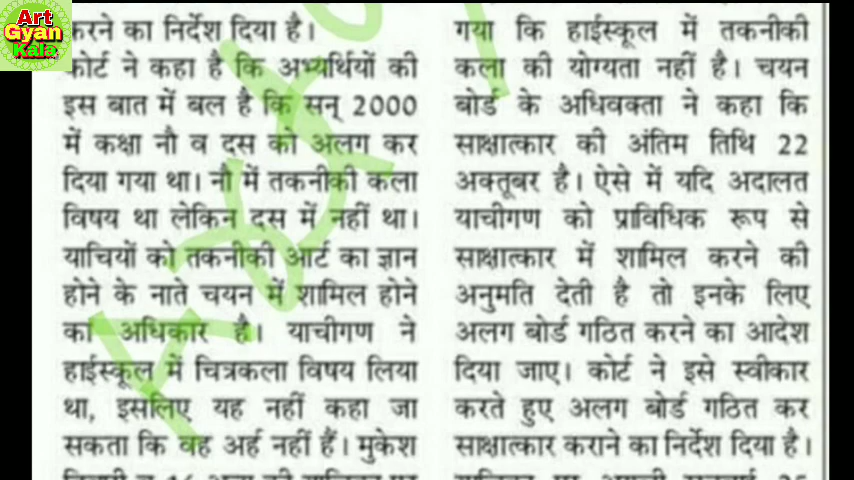 Art
Gyan
Kala
करने का निर्देश दिया है।
कोर्ट ने कहा है कि अभ्यर्थियों की
इस बात में बल है कि सन् 2000
में कक्षा नौ व दस को अलग कर
दिया गया था। नौ में तकनीकी कला
विषय था लेकिन दस में नहीं था।
याचियों को तकनीकी आर्ट का ज्ञान
होने के नाते चयन में शामिल होने
का अधिकार है। याचीगण ने
हाईस्कूल में चित्रकला विषय लिया
था, इसलिए यह नहीं कहा जा
सकता कि वह अर्ह नहीं हैं। मुकेश
गया कि हाईस्कूल में तकनीकी
कला की योग्यता नहीं है। चयन
बोर्ड के अधिवक्ता ने कहा कि
साक्षात्कार की अंतिम तिथि 22
अक्तूबर है। ऐसे में यदि अदालत
याचीगण को प्राविधिक रूप से
साक्षात्कार में शामिल करने की
अनुमति देती है तो इनके लिए
अलग बोर्ड गठित करने का आदेश
दिया जाए। कोर्ट ने इसे स्वीकार
करते हुए अलग बोर्ड गठित कर
साक्षात्कार कराने का निर्देश दिया है।